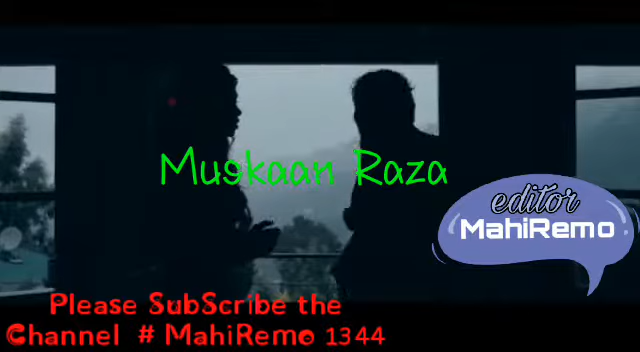 Muskaan Raza
editor
MahiRemo
Please SubScribe the
Channel # MahiRemo 1344